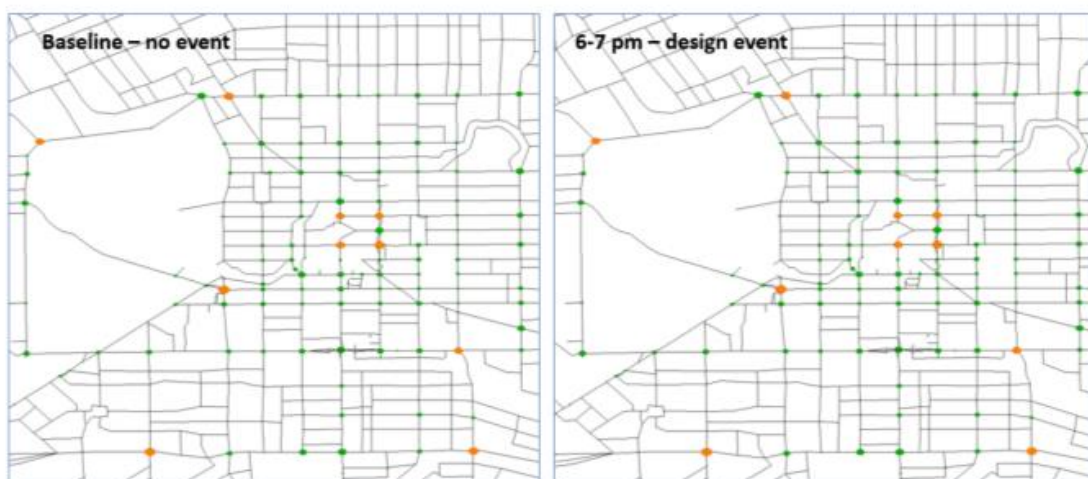 Baseline – no event
6-7 pm – design event